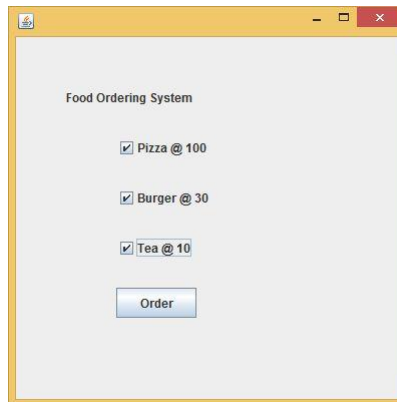 Food Ordering System
Pizza @ 100
Burger @ 30
Tea @ 10
Order